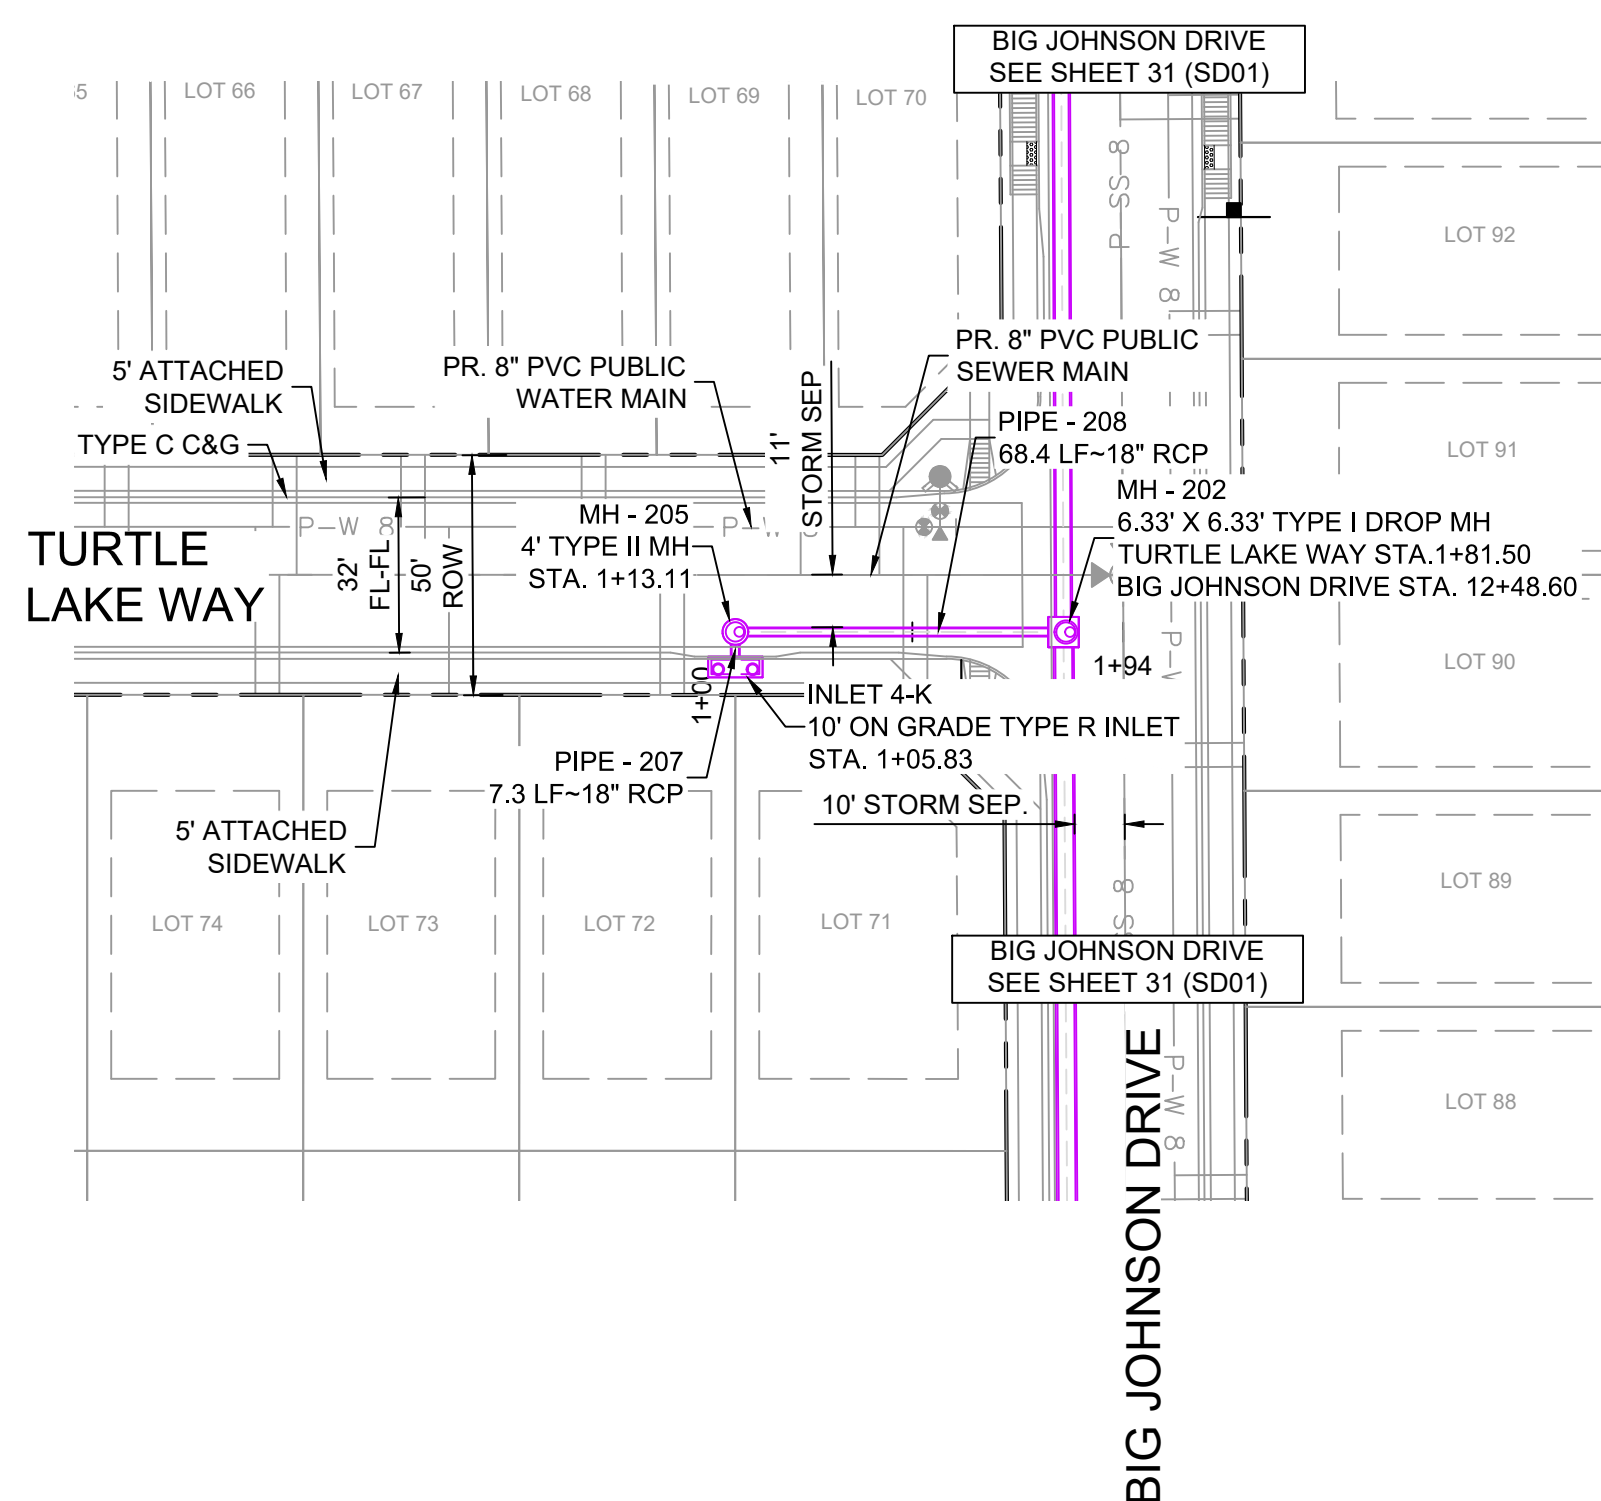 BIG JOHNSON DRIVE
SEE SHEET 31 (SD01)
LOT 66
LOT 67
LOT 68
LOT 69
LOT 70
8-SS P
P-W 8
LOT 92
PR. 8" PVC PUBLIC
SEWER MAIN
5' ATTACHED
SIDEWALK
PR. 8" PVC PUBLIC
WATER MAIN
11'
STORM SEP
TYPE C C&G
PIPE - 208
68.4 LF~18" RCP
LOT 91
MH - 202
6.33' X 6.33' TYPE I DROP MH
TURTLE LAKE WAY STA.1+81.50
BIG JOHNSON DRIVE STA. 12+48.60
P-W 8
P-W
MH - 205
4' TYPE II MH
STA. 1+13.11
TURTLE
LAKE WAY
32'
FL-FL
50'
ROW
P-W
1+94
LOT 90
1+00
INLET 4-K
10' ON GRADE TYPE R INLET
STA. 1+05.83
PIPE - 207
7.3 LF~18" RCP
10' STORM SEP.
5' ATTACHED
SIDEWALK
LOT 89
LOT 74
LOT 73
LOT 72
LOT 71
8 S
BIG JOHNSON DRIVE
SEE SHEET 31 (SD01)
P-W 8
LOT 88
BIG JOHNSON DRIVE